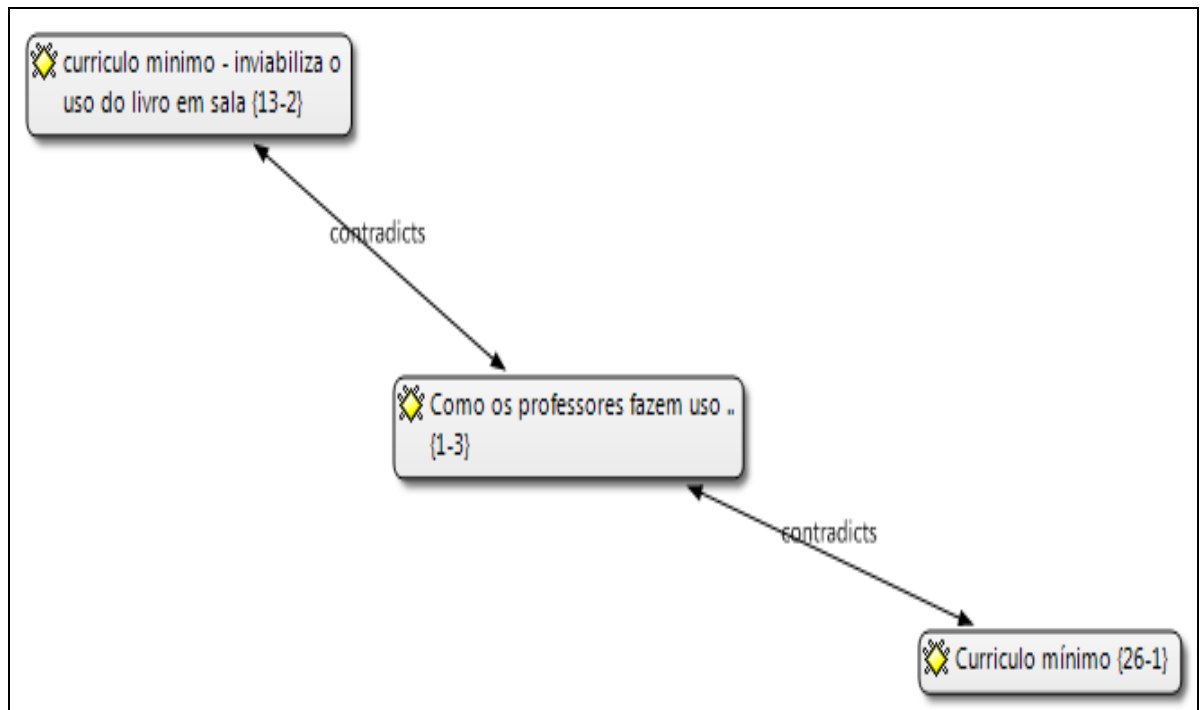 curriculo minimo - inviabiliza o
uso do livro em sala {13-2}
contradicts
Como os professores fazem uso ..
{1-3}
contradicts
Curriculo mínimo {26-1}